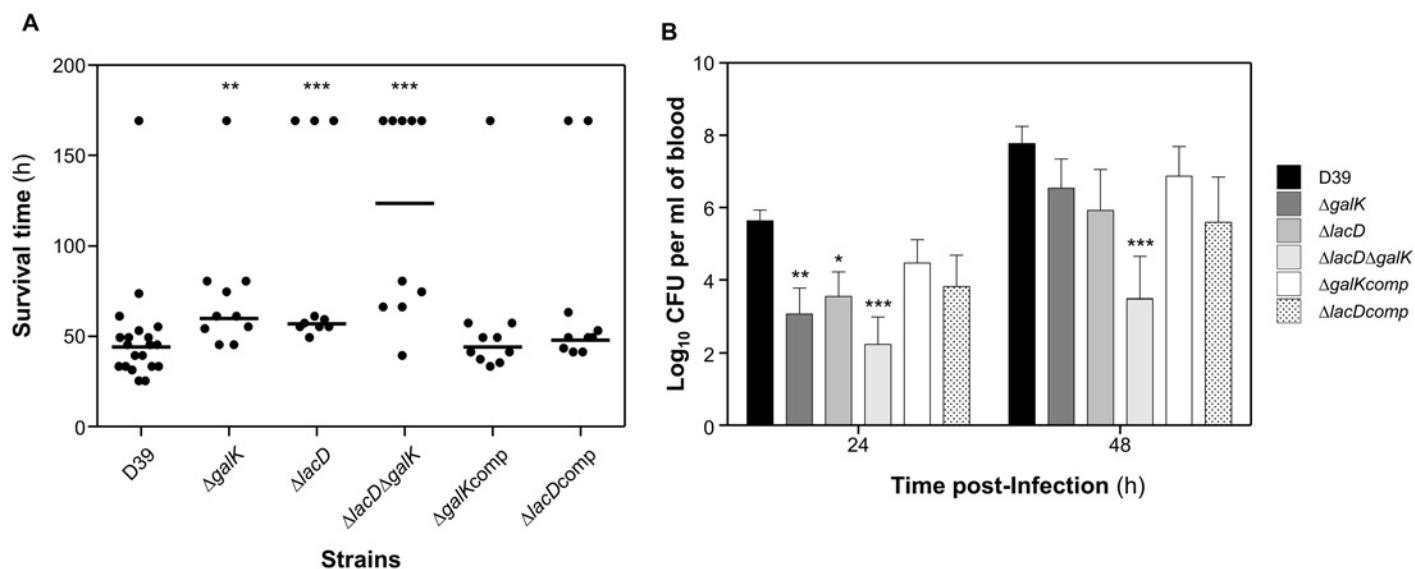 A
Survival time (h)
200
150
100
50
0
** *** ***
D39
ΔgalK
ΔlacD
ΔlacDΔgalK
ΔgalKcomp
ΔlacDcomp
Strains
B
Log₁₀ CFU per ml of blood
10
8
6
4
2
0
** * *** ***
24 48
Time post-Infection (h)
D39
ΔgalK
ΔlacD
ΔlacDΔgalK
ΔgalKcomp
ΔlacDcomp